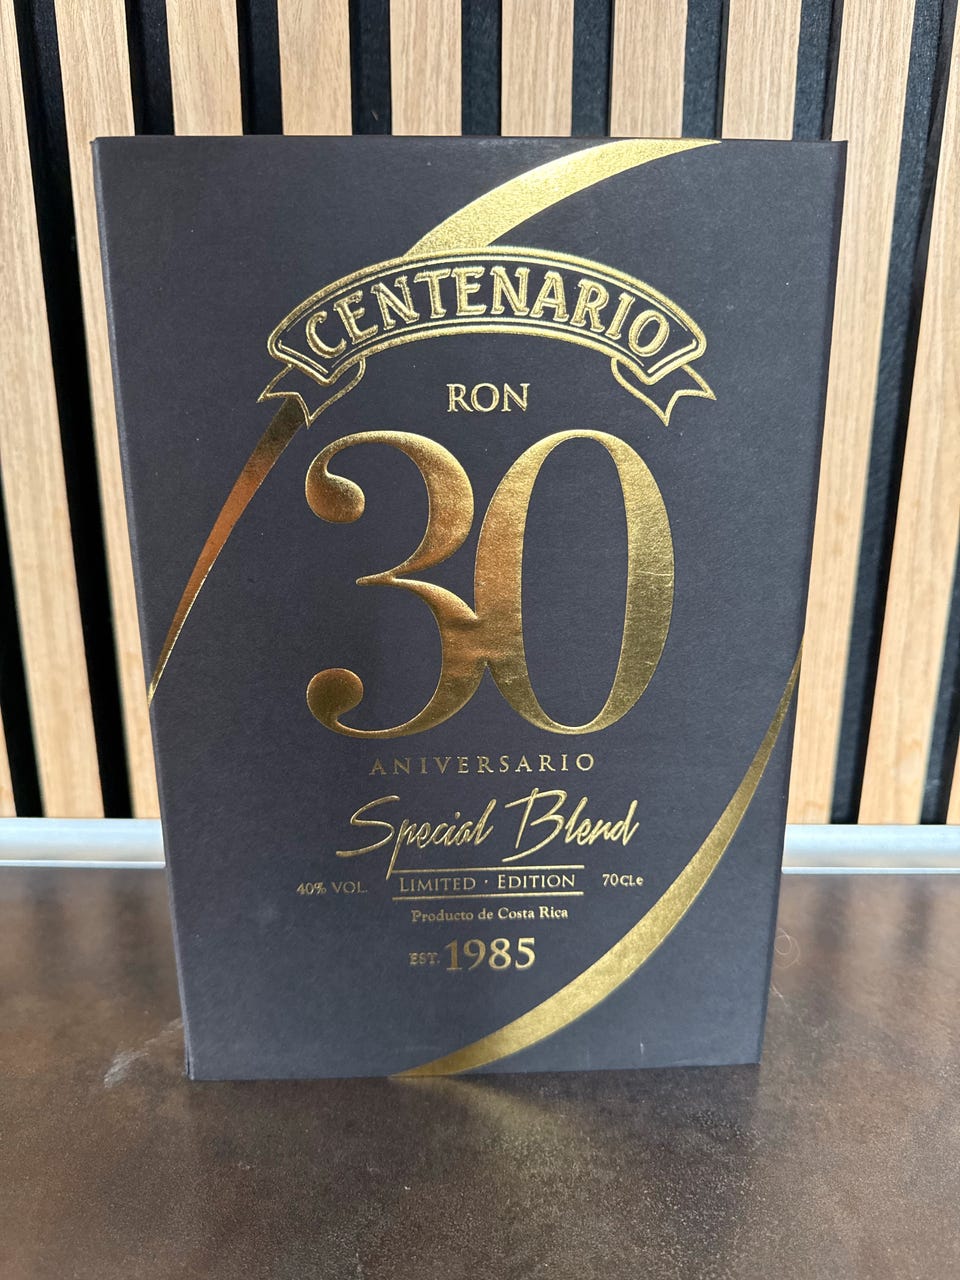 CENTENARIO
RON
30
ANIVERSARIO
Special Blend
40% VOL. LIMITED · EDITION 70CLe
Producto de Costa Rica
EST. 1985